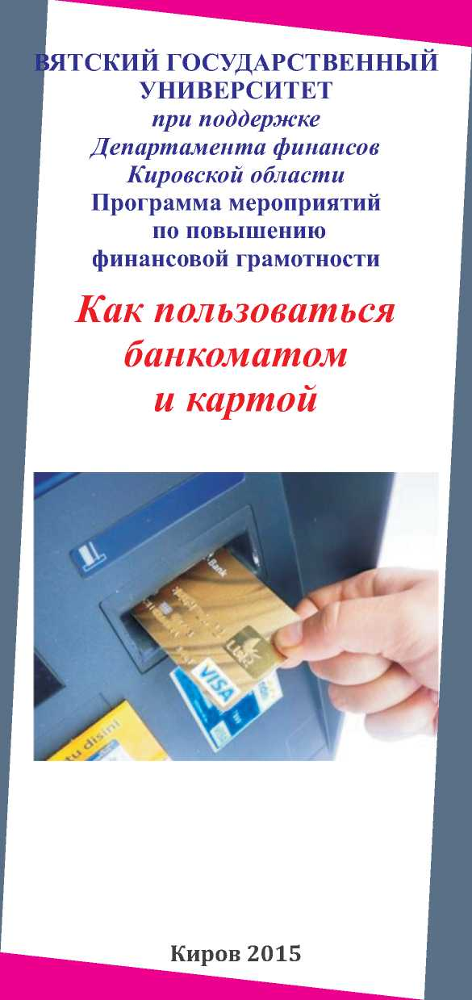 ВЯТСКИЙ ГОСУДАРСТВЕННЫЙ
УНИВЕРСИТЕТ
при поддержке
Департамента финансов
Кировской области
Программа мероприятий
по повышению
финансовой грамотности
Как пользоваться
банкоматом
и картой
Bank
VISA
VISA
tu disini
Киров 2015